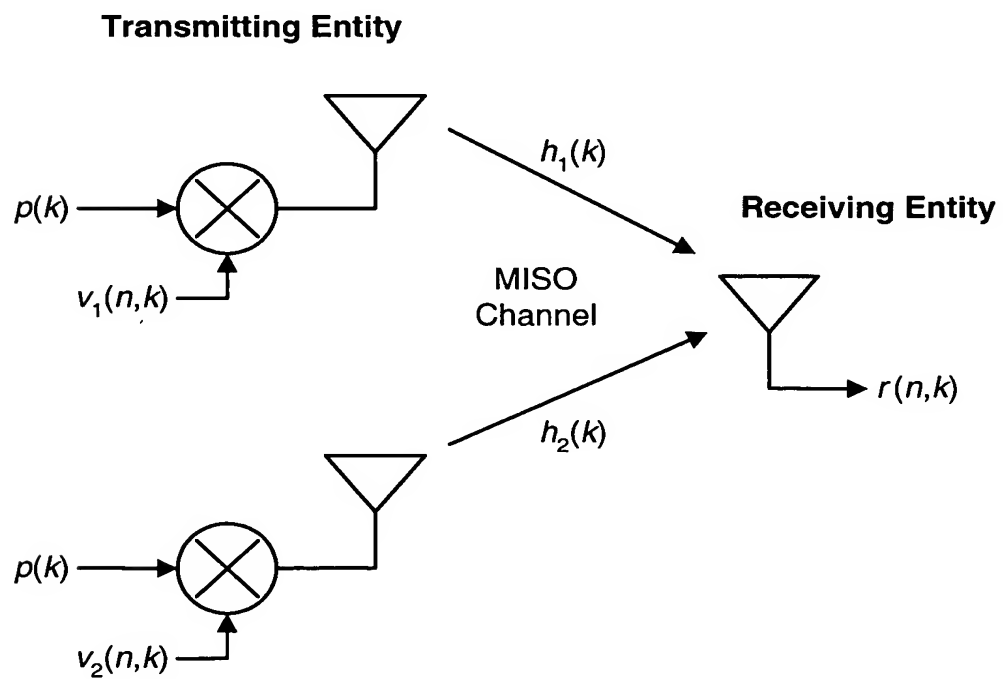 Transmitting Entity
p(k)
v₁(n,k)
h₁(k)
Receiving Entity
MISO
Channel
r(n,k)
h₂(k)
p(k)
v₂(n,k)